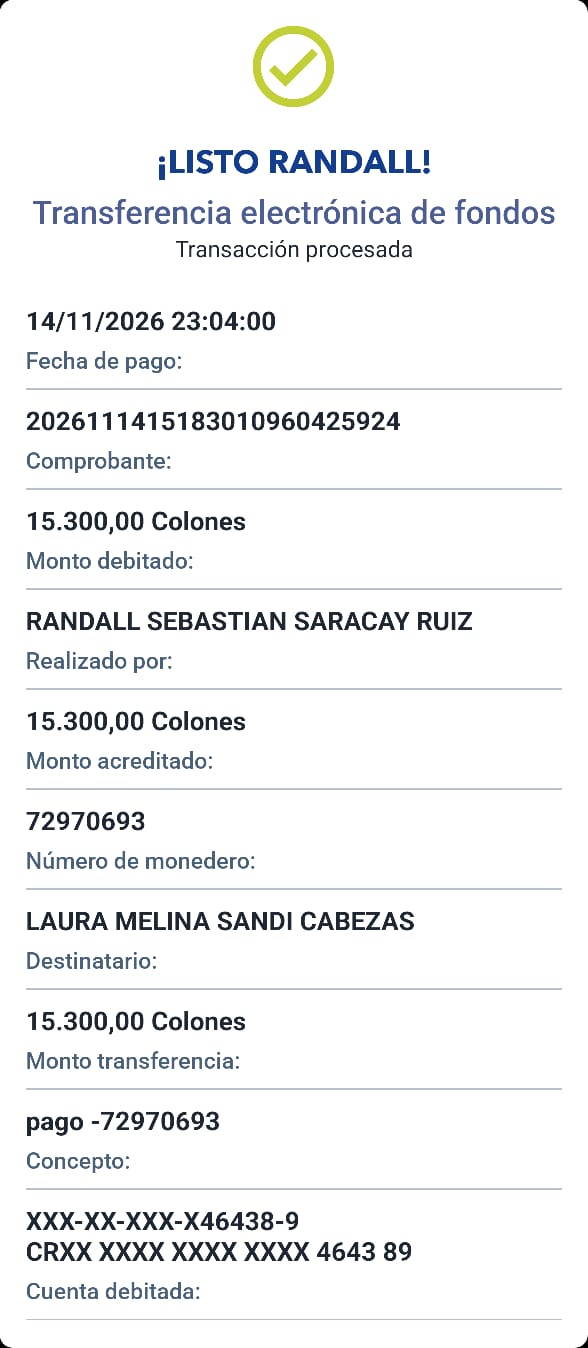 ¡LISTO RANDALL!
Transferencia electrónica de fondos
Transacción procesada
14/11/2026 23:04:00
Fecha de pago:
2026111415183010960425924
Comprobante:
15.300,00 Colones
Monto debitado:
RANDALL SEBASTIAN SARACAY RUIZ
Realizado por:
15.300,00 Colones
Monto acreditado:
72970693
Número de monedero:
LAURA MELINA SANDI CABEZAS
Destinatario:
15.300,00 Colones
Monto transferencia:
pago -72970693
Concepto:
XXX-XX-XXX-X46438-9
CRXX XXXX XXXX XXXX 4643 89
Cuenta debitada: